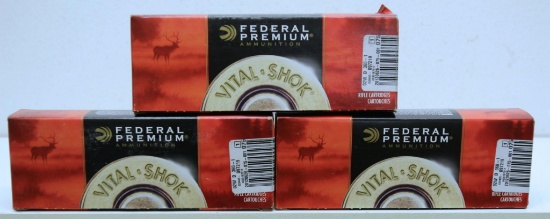 FEDERAL
PREMIUM
AMMUNITION
VITAL·SHOK
RIFLE CARTRIDGES
CARTOUCHES
FEDERAL
PREMIUM
AMMUNITION
VITAL·SHOK
RIFLE CARTRIDGES
CARTOUCHES
FEDERAL
PREMIUM
AMMUNITION
VITAL·SHOK
RIFLE CARTRIDGES
CARTOUCHES